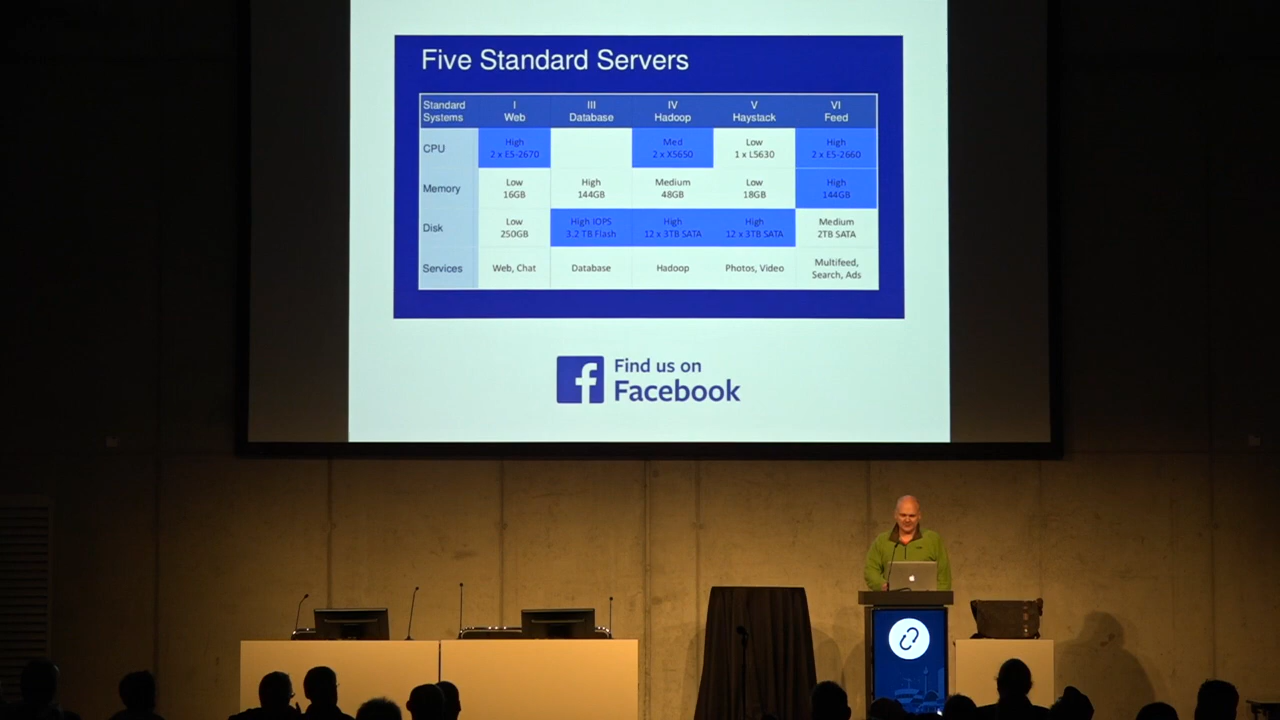 Five Standard Servers
Standard Systems I Web III Database IV Hadoop V Haystack VI Feed
CPU High 2 x E5-2670 Med 2 x X5650 Low 1 x L5630 High 2 x E5-2660
Memory Low 16GB High 144GB Medium 48GB Low 18GB High 144GB
Disk Low 250GB High IOPS 3.2 TB Flash High 12 x 3TB SATA High 12 x 3TB SATA Medium 2TB SATA
Services Web, Chat Database Hadoop Photos, Video Multifeed, Search, Ads
Find us on
Facebook